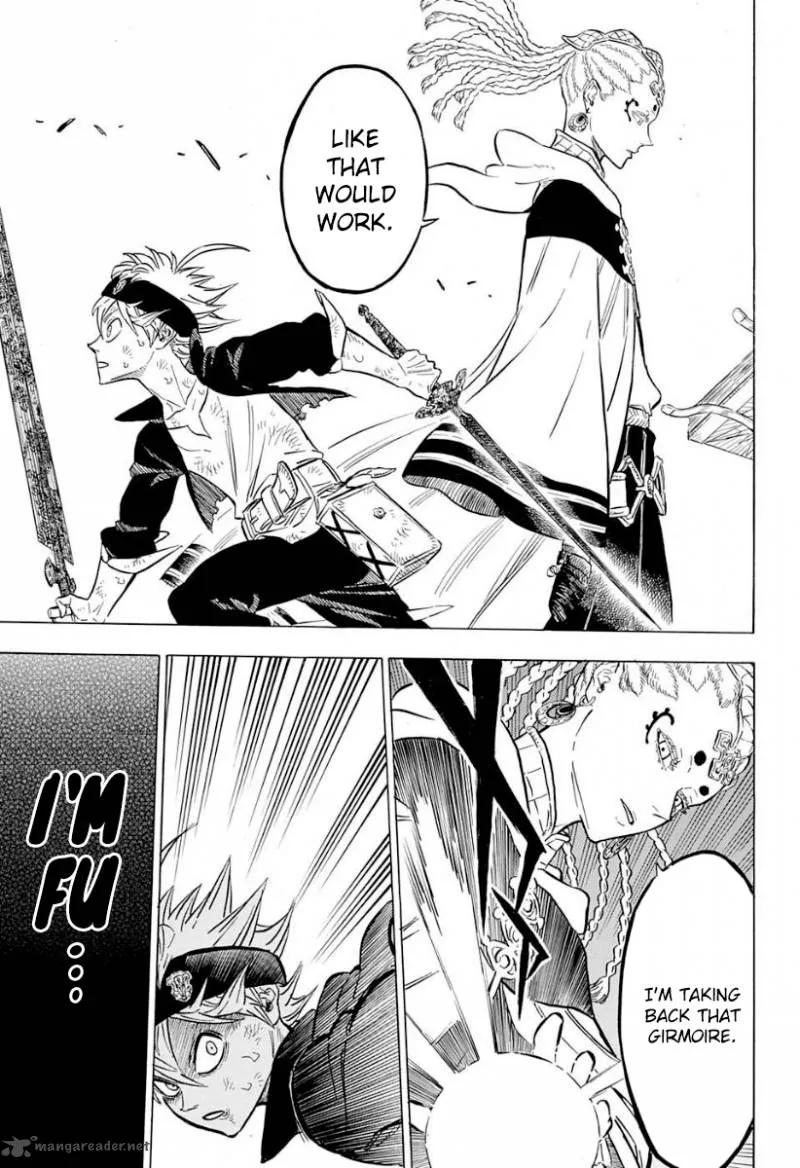 LIKE
THAT
WOULD
WORK.
I'M TAKING
BACK THAT
GIRMOIRE.
I'M
FU
...
mangareader.net